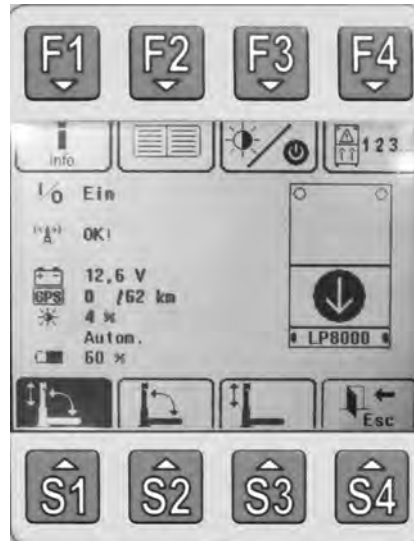 F1 F2 F3 F4
Info 123
I/0 Ein
OK!
12,6 V
GPS 0 /62 km
4 %
Autom.
LP8000
60 %
Esc
S1 S2 S3 S4